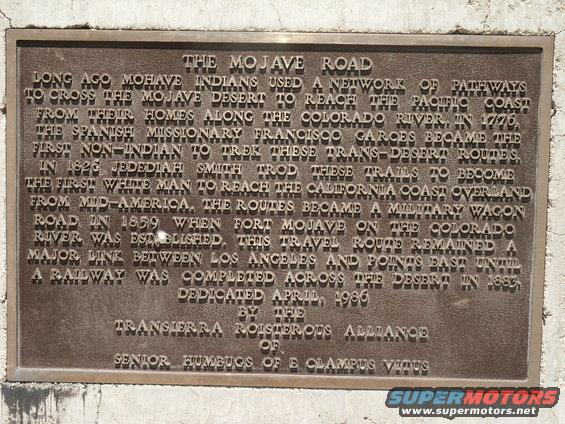 THE MOJAVE ROAD
LONG AGO MOHAVE INDIANS USED A NETWORK OF PATHWAYS
TO CROSS THE MOJAVE DESERT TO REACH THE PACIFIC COAST
FROM THEIR HOMES ALONG THE COLORADO RIVER. IN 1776,
THE SPANISH MISSIONARY FRANCISCO GARCES BECAME THE
FIRST NON-INDIAN TO TREK THESE TRANS-DESERT ROUTES.
IN 1826 JEDEDIAH SMITH TROD THESE TRAILS TO BECOME
THE FIRST WHITE MAN TO REACH THE CALIFORNIA COAST OVERLAND
FROM MID-AMERICA. THE ROUTES BECAME A MILITARY WAGON
ROAD IN 1859 WHEN FORT MOJAVE ON THE COLORADO
RIVER WAS ESTABLISHED. THIS TRAVEL ROUTE REMAINED A
MAJOR LINK BETWEEN LOS ANGELES AND POINTS EAST UNTIL
A RAILWAY WAS COMPLETED ACROSS THE DESERT IN 1883.
DEDICATED APRIL, 1986
BY THE
TRANSIERRA ROISTEROUS ALLIANCE
OF
SENIOR HUMBUGS OF E CLAMPUS VITUS
SUPERMOTORS
www.supermotors.net